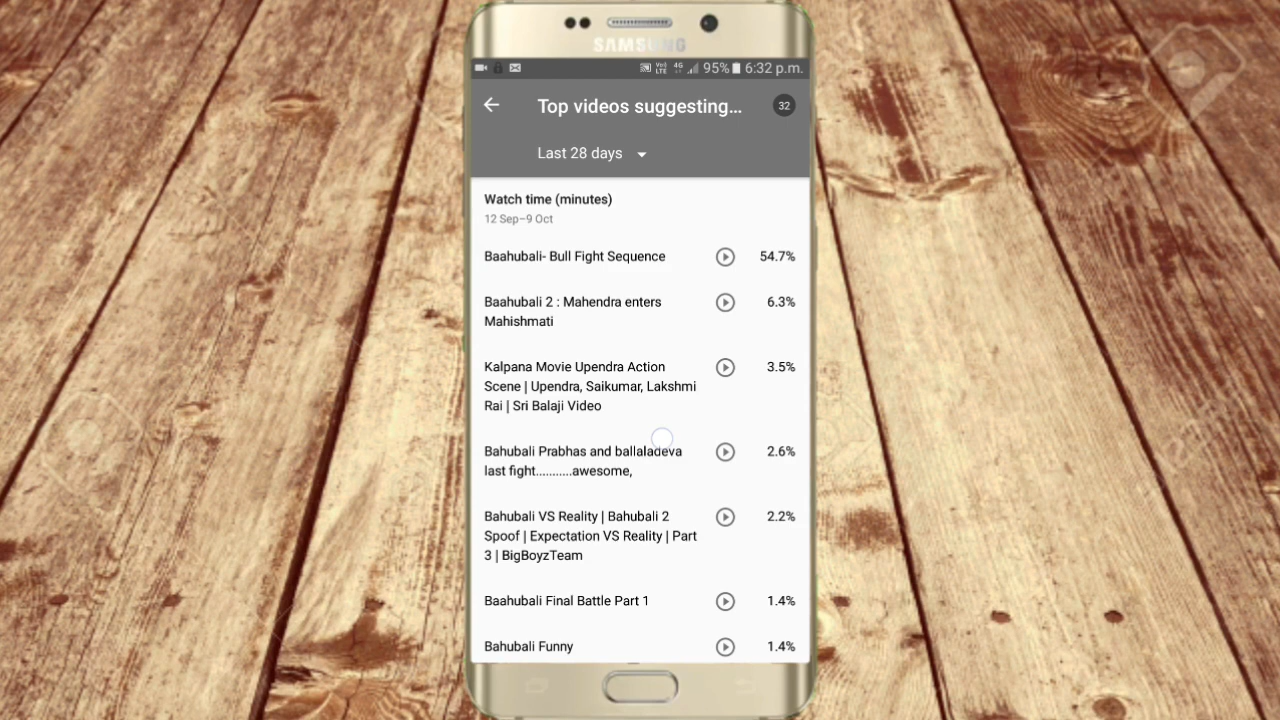 SAMSUNG
VoI) LTE 4G 95% 6:32 p.m.
Top videos suggesting... 32
Last 28 days
Watch time (minutes)
12 Sep–9 Oct
Baahubali- Bull Fight Sequence 54.7%
Baahubali 2 : Mahendra enters 6.3%
Mahishmati
Kalpana Movie Upendra Action 3.5%
Scene | Upendra, Saikumar, Lakshmi
Rai | Sri Balaji Video
Bahubali Prabhas and ballaladeva 2.6%
last fight...........awesome,
Bahubali VS Reality | Bahubali 2 2.2%
Spoof | Expectation VS Reality | Part
3 | BigBoyzTeam
Baahubali Final Battle Part 1 1.4%
Bahubali Funny 1.4%